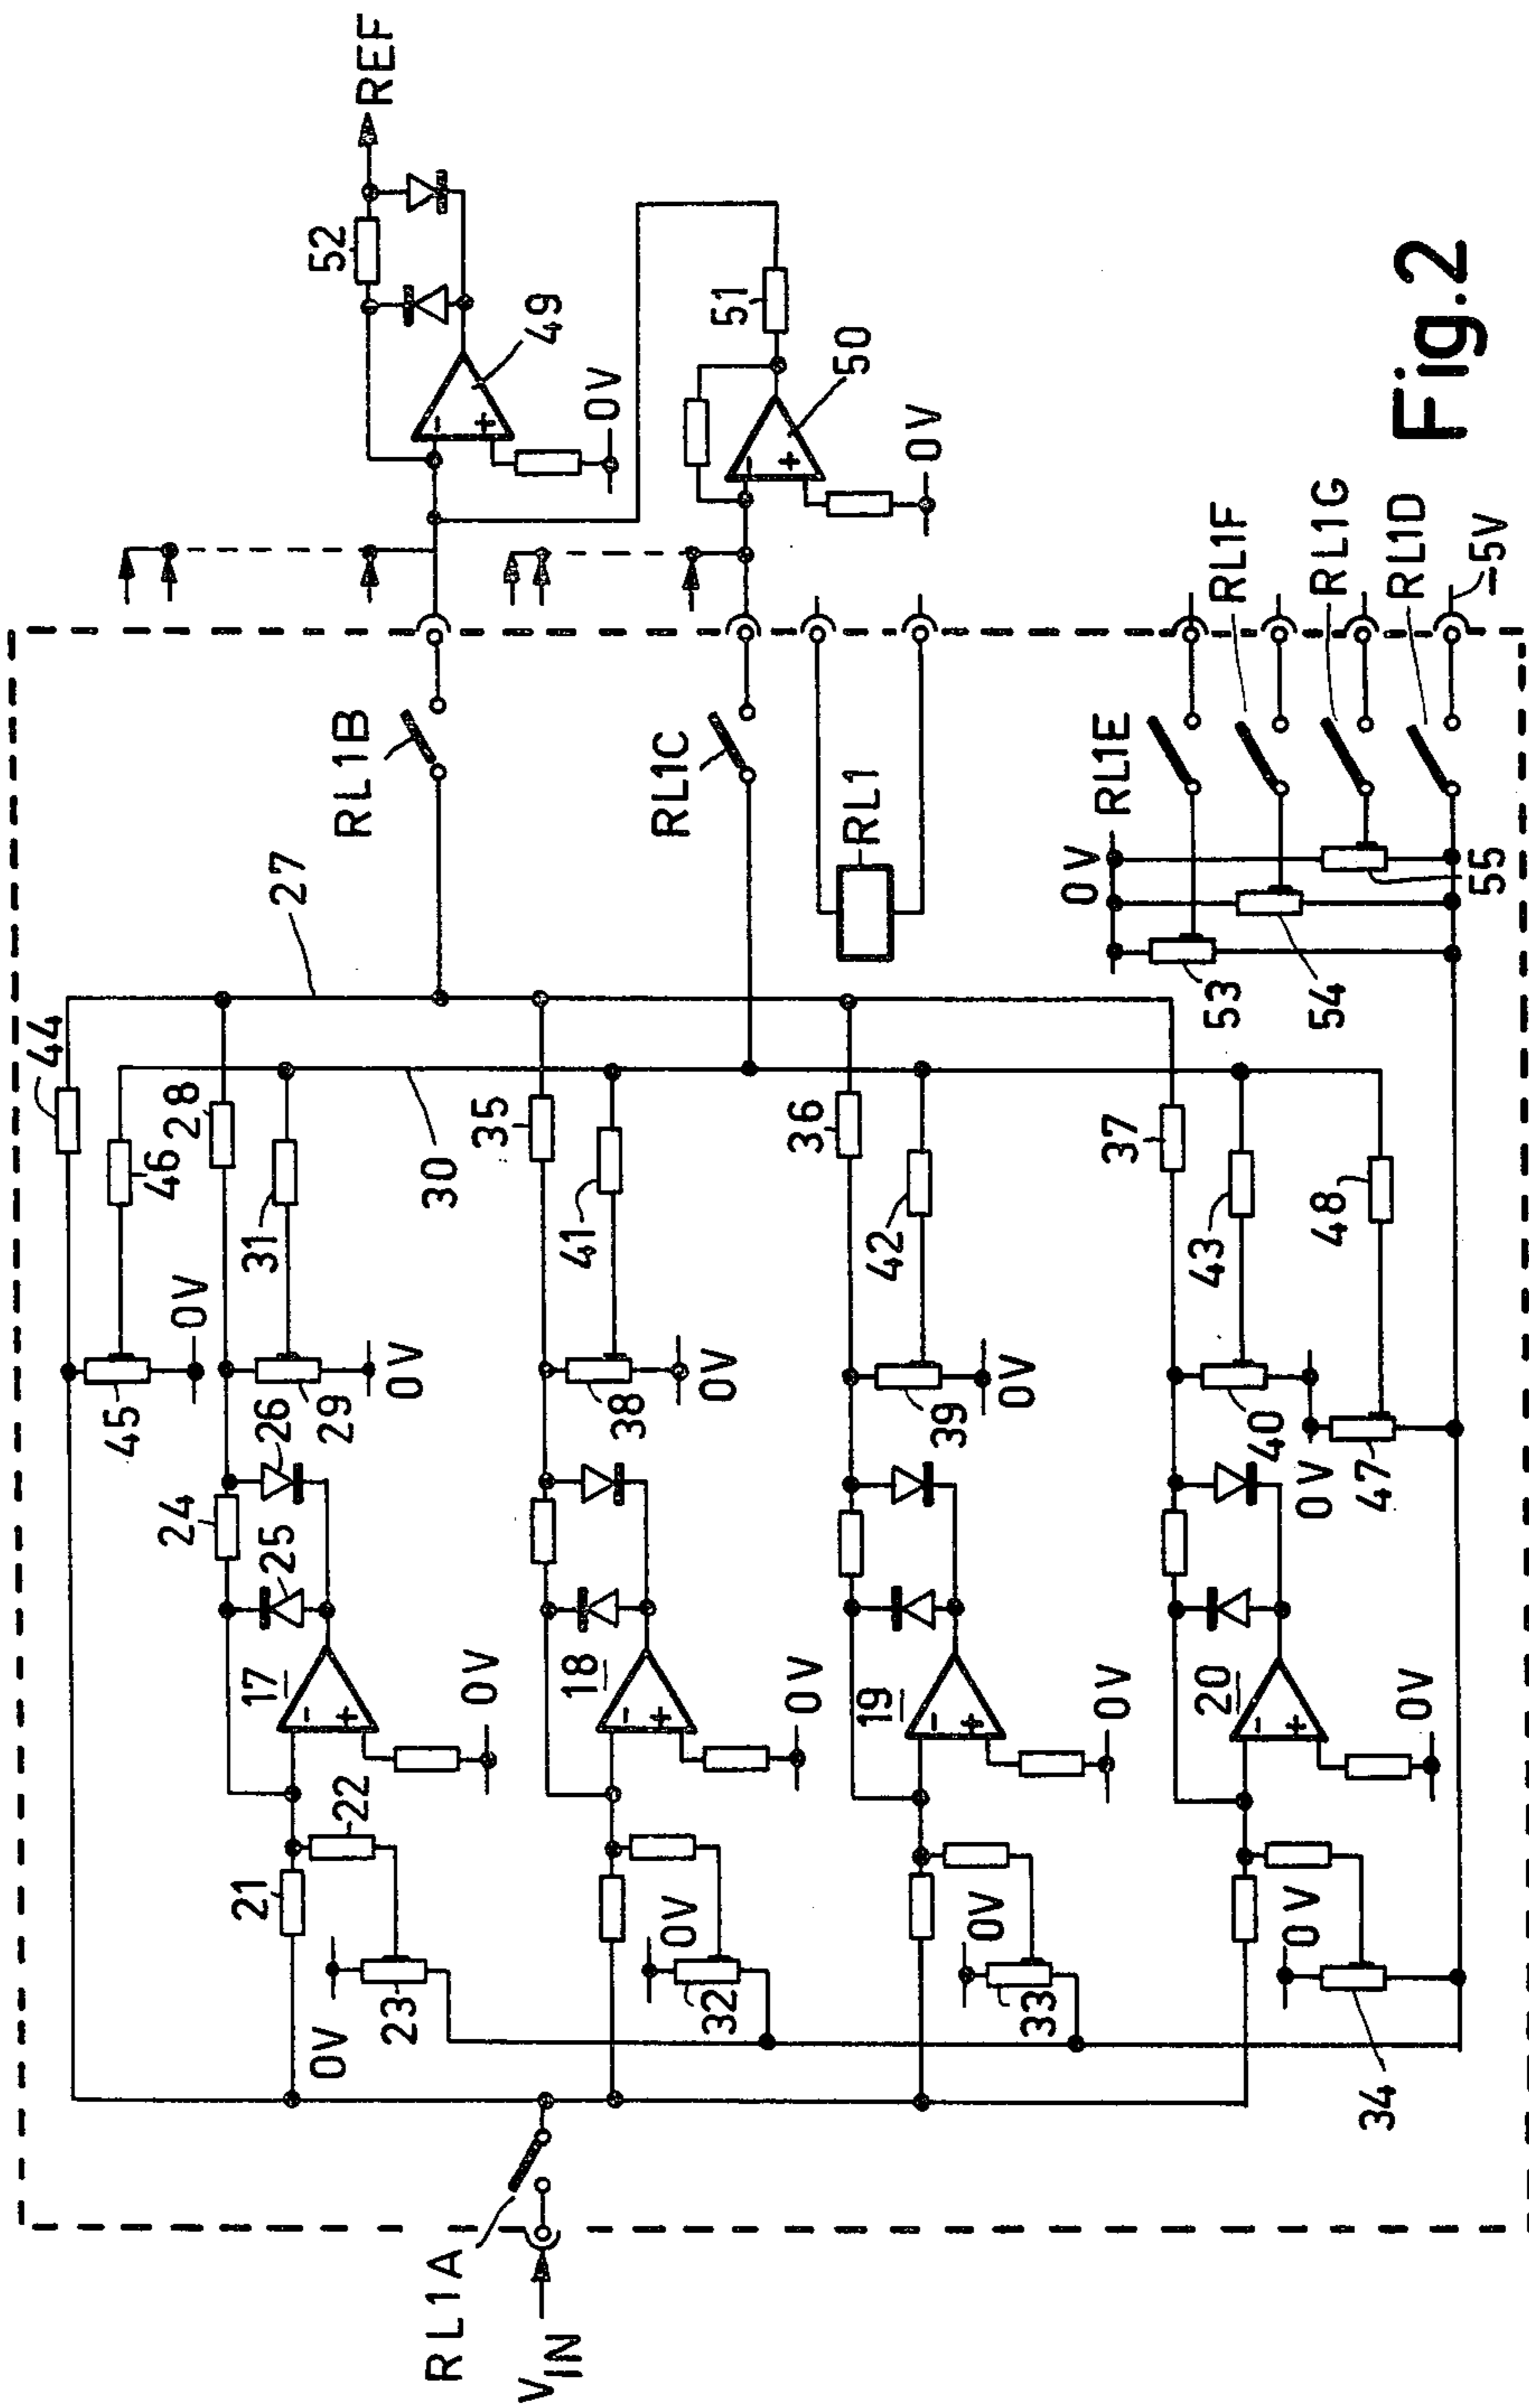 RL1A
VIN
0V
23
21
22
17
0V
24
25
26
29
0V
45
0V
31
46
28
44
27
30
32
0V
18
0V
38
0V
41
35
33
0V
19
0V
39
0V
42
36
34
0V
20
0V
40
0V
47
43
48
37
RL1B
RL1C
RL1
0V
RL1E
RL1F
RL1G
RL1D
53
54
55
—5V
52
REF
49
0V
51
50
0V
Fig.2